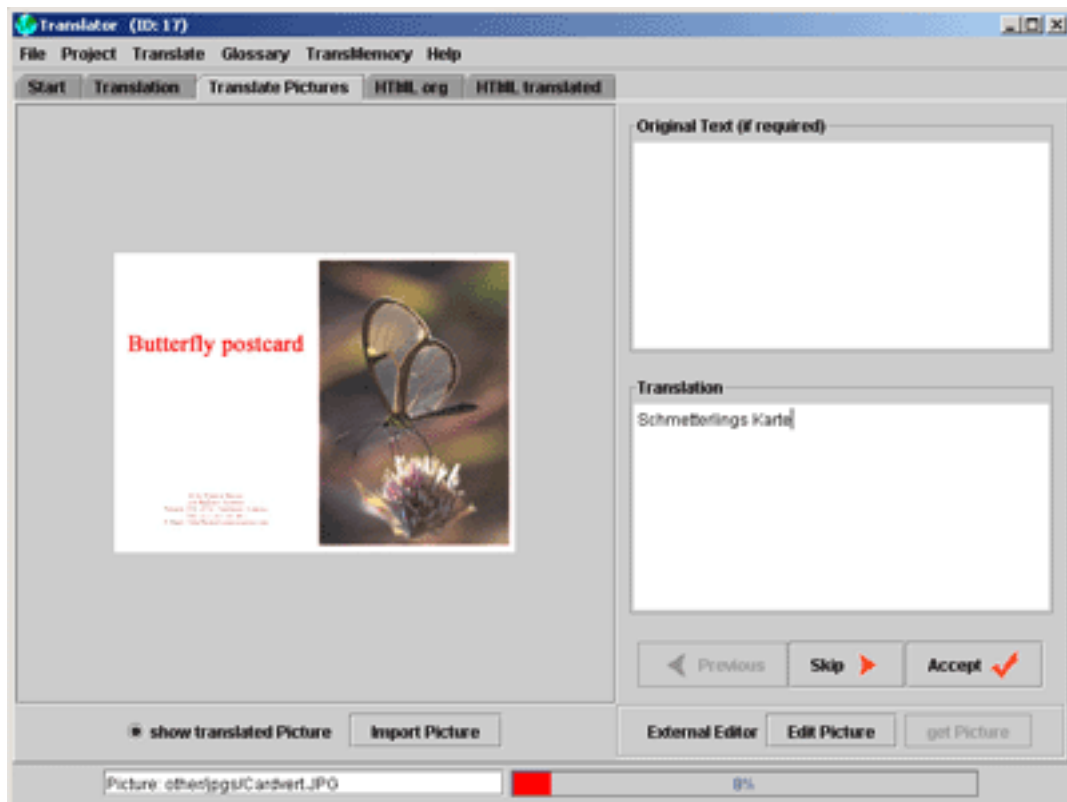 Translator (ID: 17)
File Project Translate Glossary TransMemory Help
Start Translation Translate Pictures HTML org HTML translated
Original Text (if required)
Butterfly postcard
Translation
Schmetterlings Karte
Previous Skip Accept
show translated Picture Import Picture External Editor Edit Picture get Picture
Picture: other/jpgs/Cardvert.JPG 8%